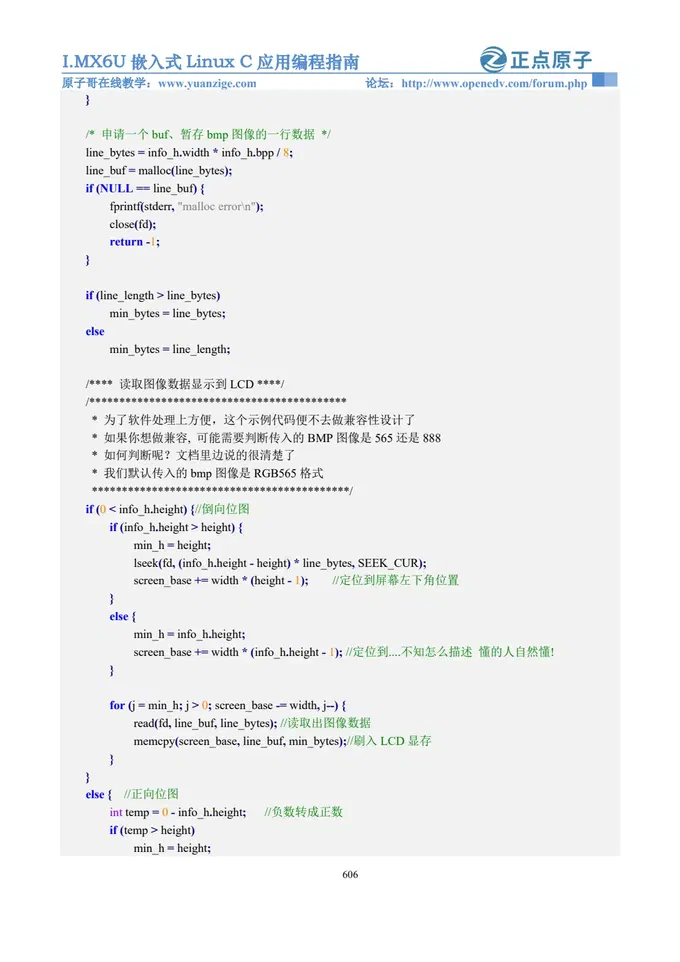 I.MX6U 嵌入式 Linux C 应用编程指南
正点原子
原子哥在线教学：www.yuanzige.com 论坛：http://www.openedv.com/forum.php
}
/* 申请一个 buf、暂存 bmp 图像的一行数据 */
line_bytes = info_h.width * info_h.bpp / 8;
line_buf = malloc(line_bytes);
if (NULL == line_buf) {
fprintf(stderr, "malloc error\n");
close(fd);
return -1;
}
if (line_length > line_bytes)
min_bytes = line_bytes;
else
min_bytes = line_length;
/**** 读取图像数据显示到 LCD ****/
/*******************************************
* 为了软件处理上方便，这个示例代码便不去做兼容性设计了
* 如果你想做兼容, 可能需要判断传入的 BMP 图像是 565 还是 888
* 如何判断呢？文档里边说的很清楚了
* 我们默认传入的 bmp 图像是 RGB565 格式
*******************************************/
if (0 < info_h.height) {//倒向位图
if (info_h.height > height) {
min_h = height;
lseek(fd, (info_h.height - height) * line_bytes, SEEK_CUR);
screen_base += width * (height - 1); //定位到屏幕左下角位置
}
else {
min_h = info_h.height;
screen_base += width * (info_h.height - 1); //定位到....不知怎么描述 懂的人自然懂!
}
for (j = min_h; j > 0; screen_base -= width, j--) {
read(fd, line_buf, line_bytes); //读取出图像数据
memcpy(screen_base, line_buf, min_bytes);//刷入 LCD 显存
}
}
else { //正向位图
int temp = 0 - info_h.height; //负数转成正数
if (temp > height)
min_h = height;
606